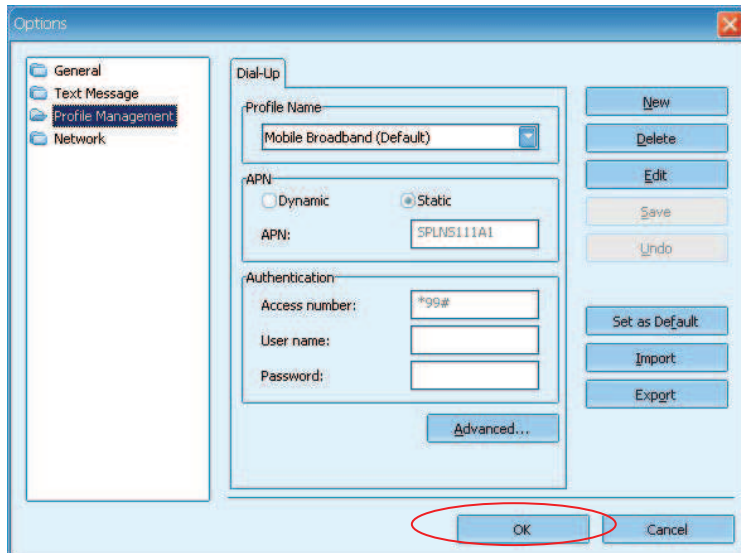 Options
General
Text Message
Profile Management
Network
Dial-Up
Profile Name
Mobile Broadband (Default)
APN
Dynamic
Static
APN:
SPLNS111A1
Authentication
Access number:
*99#
User name:
Password:
Advanced...
New
Delete
Edit
Save
Undo
Set as Default
Import
Export
OK
Cancel